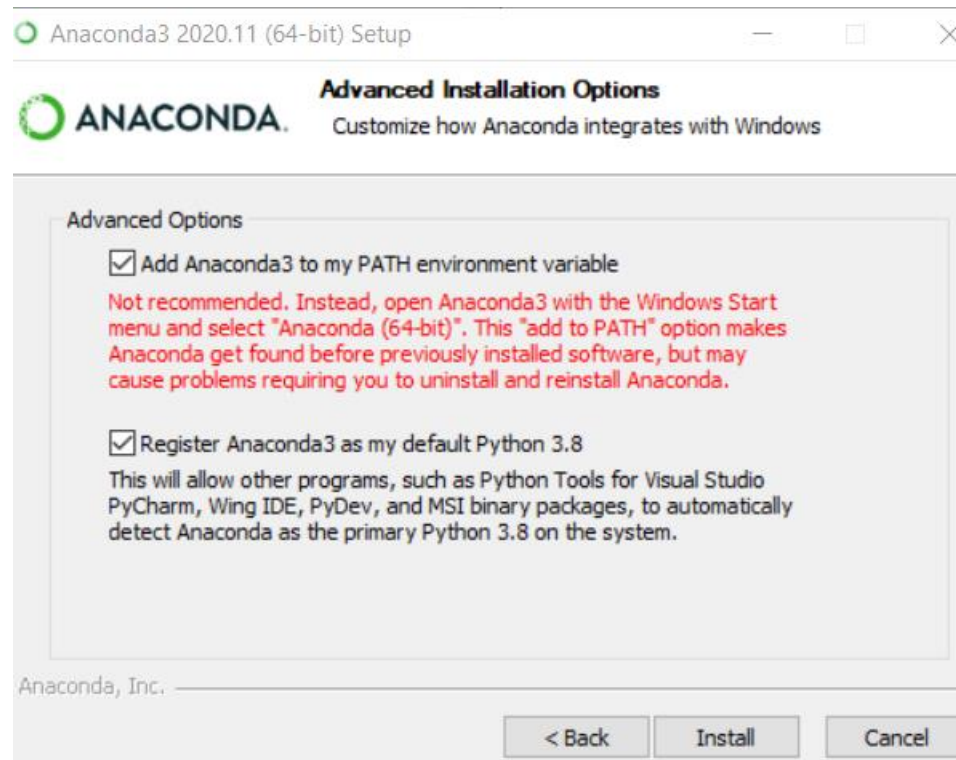 Anaconda3 2020.11 (64-bit) Setup
ANACONDA.
Advanced Installation Options
Customize how Anaconda integrates with Windows
Advanced Options
Add Anaconda3 to my PATH environment variable
Not recommended. Instead, open Anaconda3 with the Windows Start
menu and select "Anaconda (64-bit)". This "add to PATH" option makes
Anaconda get found before previously installed software, but may
cause problems requiring you to uninstall and reinstall Anaconda.
Register Anaconda3 as my default Python 3.8
This will allow other programs, such as Python Tools for Visual Studio
PyCharm, Wing IDE, PyDev, and MSI binary packages, to automatically
detect Anaconda as the primary Python 3.8 on the system.
Anaconda, Inc.
< Back
Install
Cancel